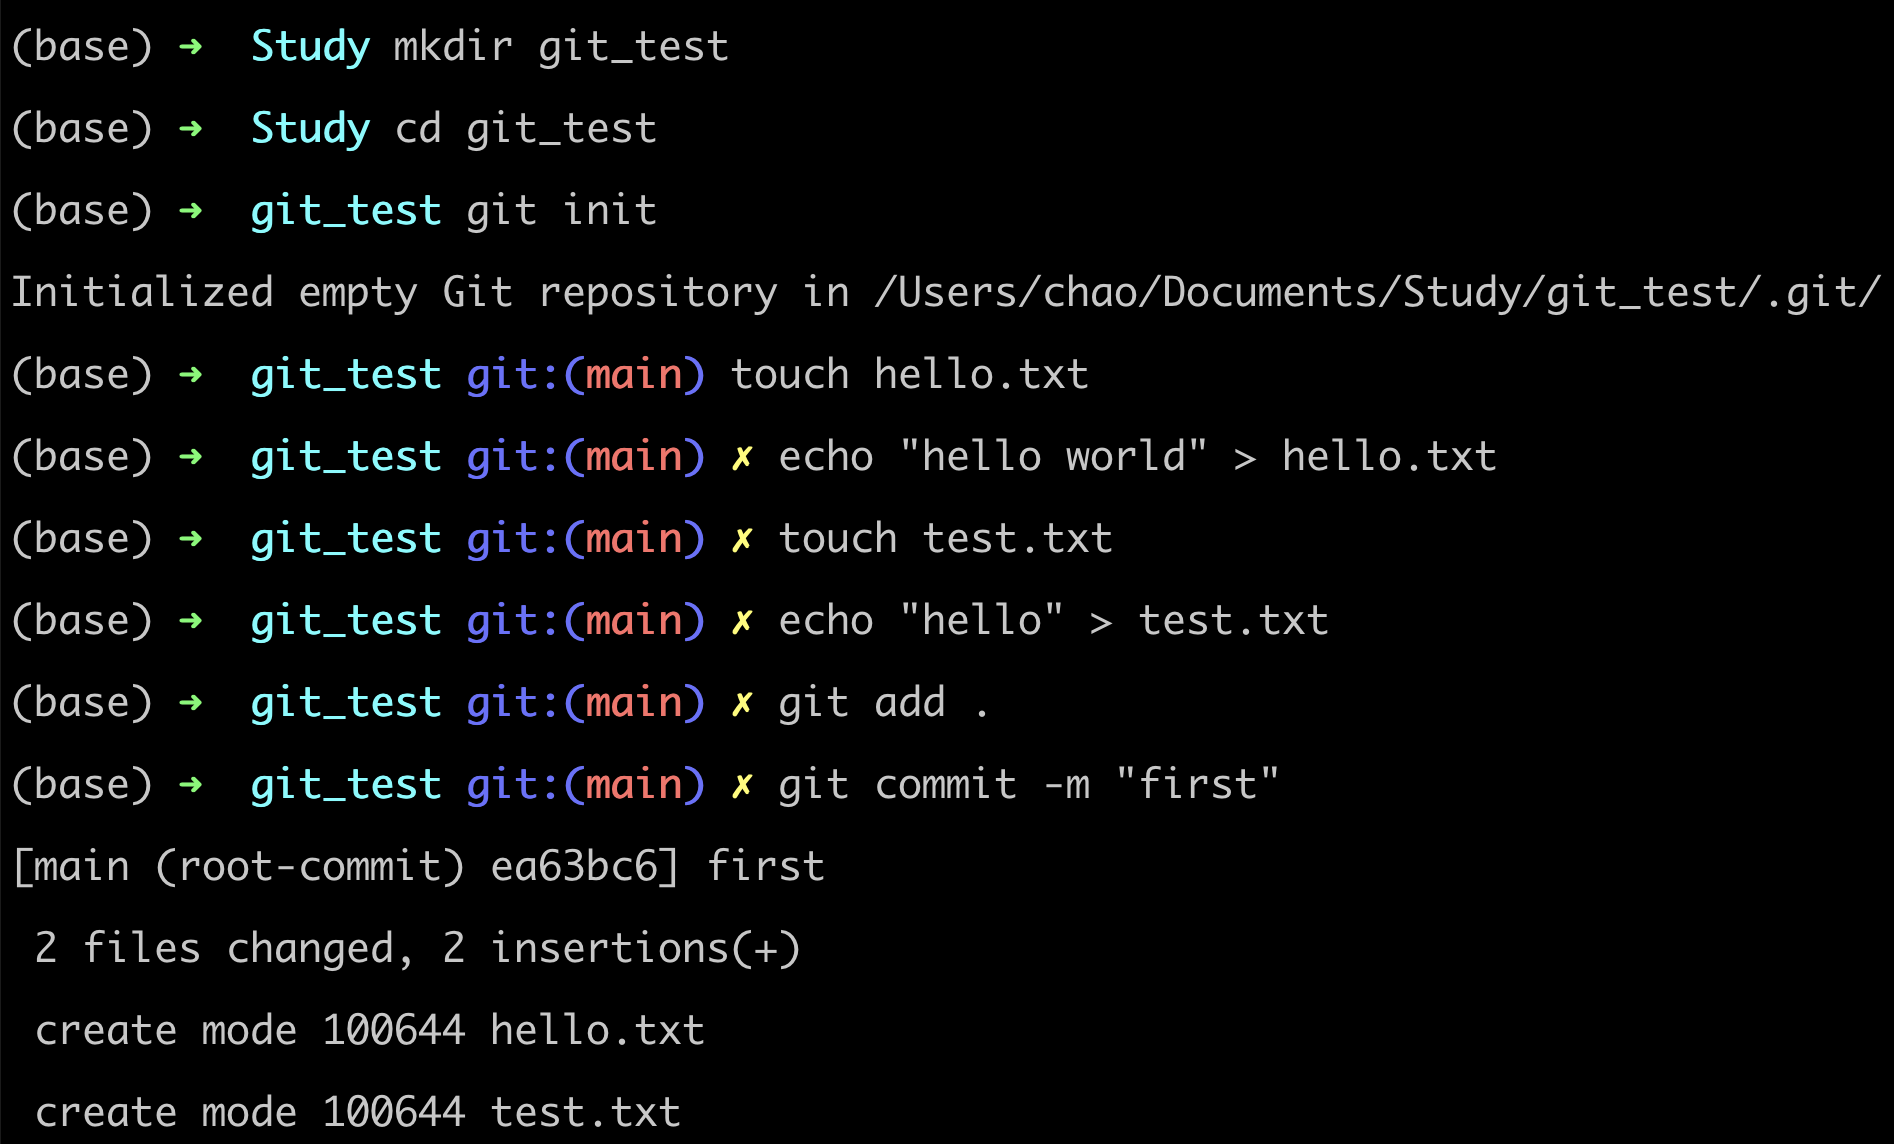 (base) ➜  Study mkdir git_test
(base) ➜  Study cd git_test
(base) ➜  git_test git init
Initialized empty Git repository in /Users/chao/Documents/Study/git_test/.git/
(base) ➜  git_test git:(main) touch hello.txt
(base) ➜  git_test git:(main) ✗ echo "hello world" > hello.txt
(base) ➜  git_test git:(main) ✗ touch test.txt
(base) ➜  git_test git:(main) ✗ echo "hello" > test.txt
(base) ➜  git_test git:(main) ✗ git add .
(base) ➜  git_test git:(main) ✗ git commit -m "first"
[main (root-commit) ea63bc6] first
 2 files changed, 2 insertions(+)
 create mode 100644 hello.txt
 create mode 100644 test.txt